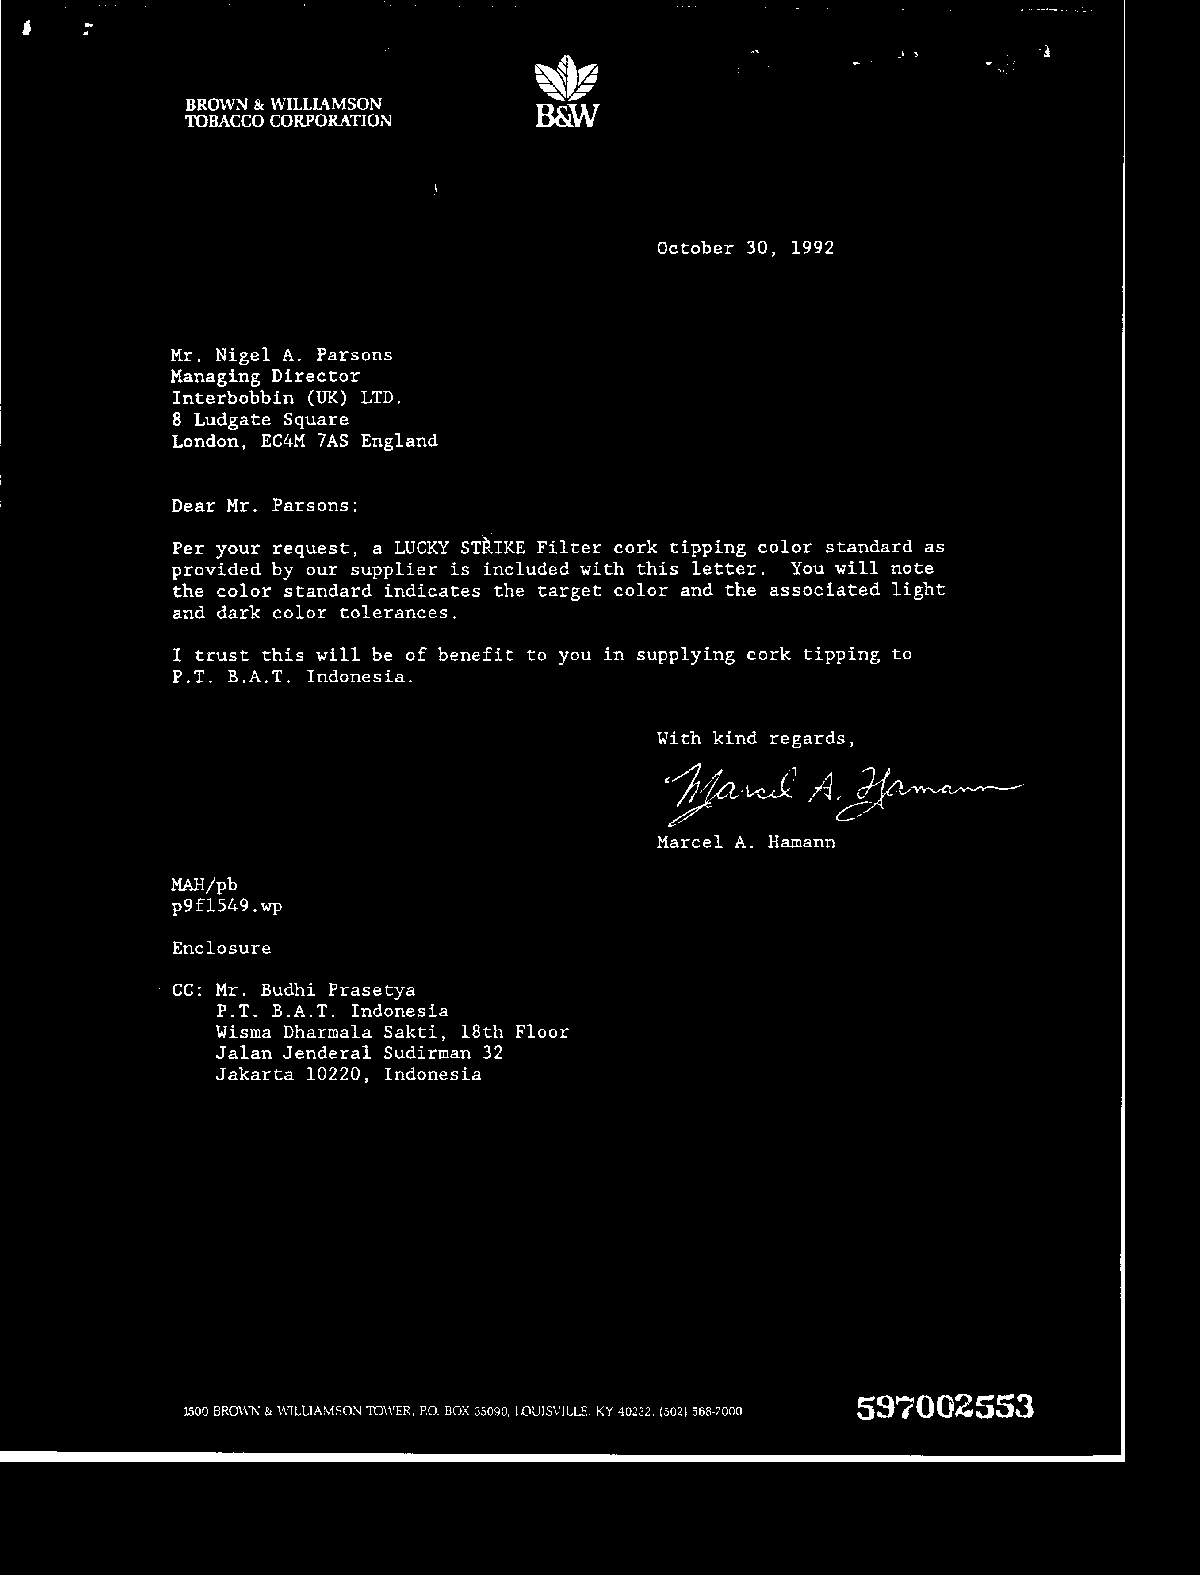 BROWN & WILLIAMSON
TOBACCO CORPORATION
B&W
October 30, 1992
Mr. Nigel A. Parsons
Managing Director
Interbobbin (UK) LTD.
8 Ludgate Square
London, EC4M 7AS England
Dear Mr. Parsons:
Per your request, a LUCKY STRIKE Filter cork tipping color standard as
provided by our supplier is included with this letter. You will note
the color standard indicates the target color and the associated light
and dark color tolerances.
I trust this will be of benefit to you in supplying cork tipping to
P.T. B.A.T. Indonesia.
With kind regards,
Marcel A. Hamann
Marcel A. Hamann
MAH/pb
p9f1549.wp
Enclosure
CC: Mr. Budhi Prasetya
P.T. B.A.T. Indonesia
Wisma Dharmala Sakti, 18th Floor
Jalan Jenderal Sudirman 32
Jakarta 10220, Indonesia
1500 BROWN & WILLIAMSON TOWER, P.O. BOX 35090, LOUISVILLE, KY 40232, (502) 568-7000
597002553